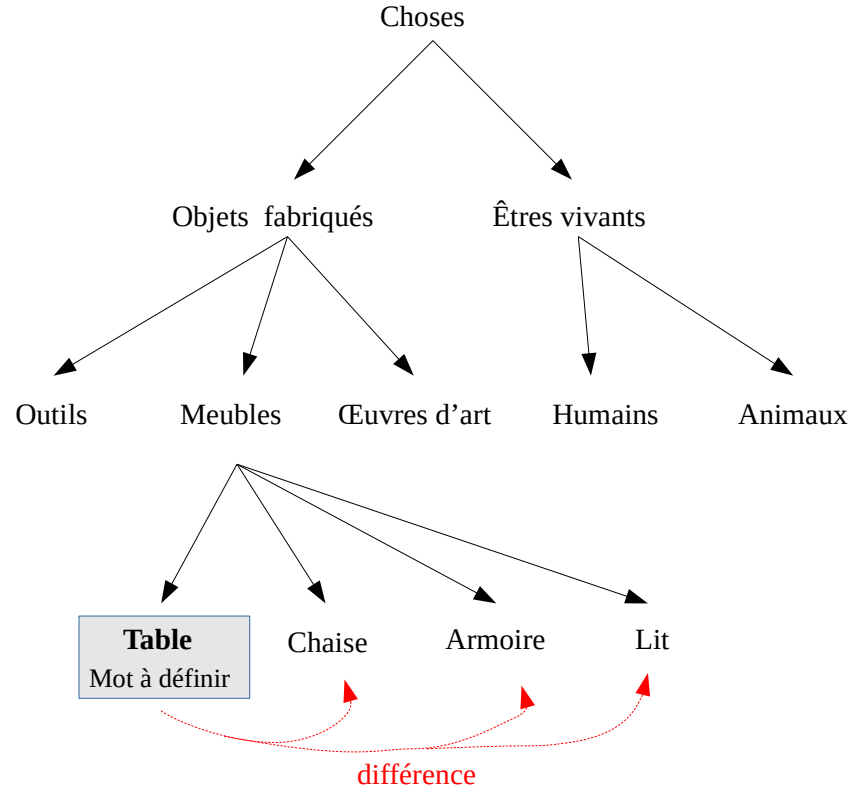 Choses
Objets fabriqués
Êtres vivants
Outils
Meubles
Œuvres d’art
Humains
Animaux
Table
Mot à définir
Chaise
Armoire
Lit
différence